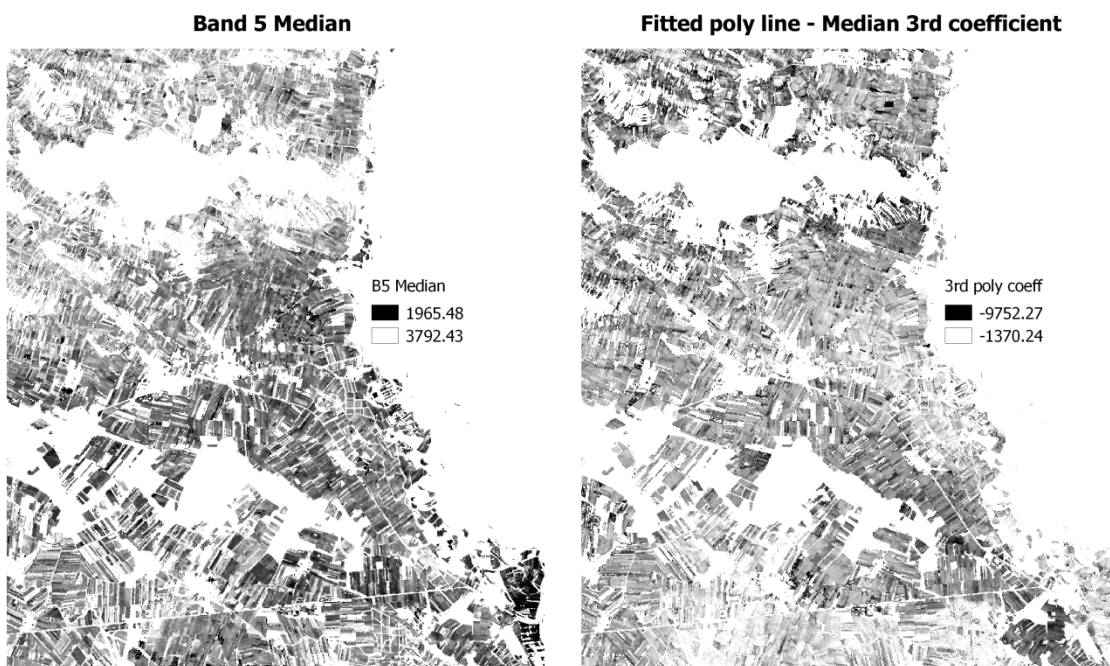 Band 5 Median
Fitted poly line - Median 3rd coefficient
B5 Median
1965.48
3792.43
3rd poly coeff
-9752.27
-1370.24